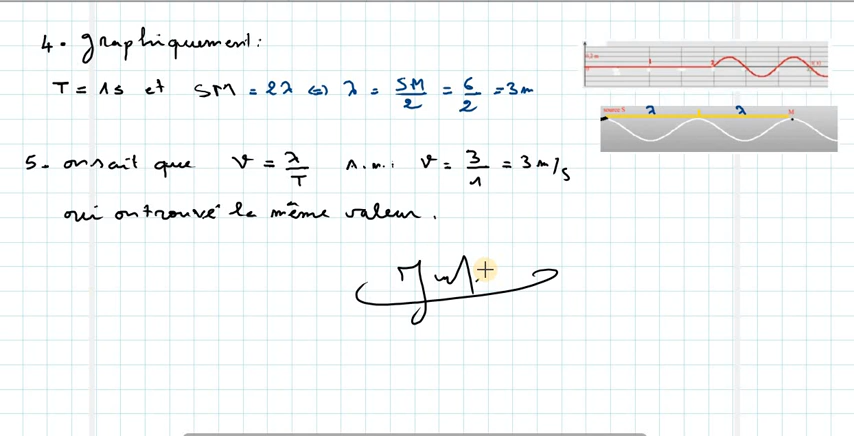 4. graphiquement:
T = 1s et SM = 2λ ⇔ λ = SM/2 = 6/2 = 3m
source S λ λ M
5. on sait que v = λ/T A.N: v = 3/1 = 3 m/s
oui on trouve la même valeur.